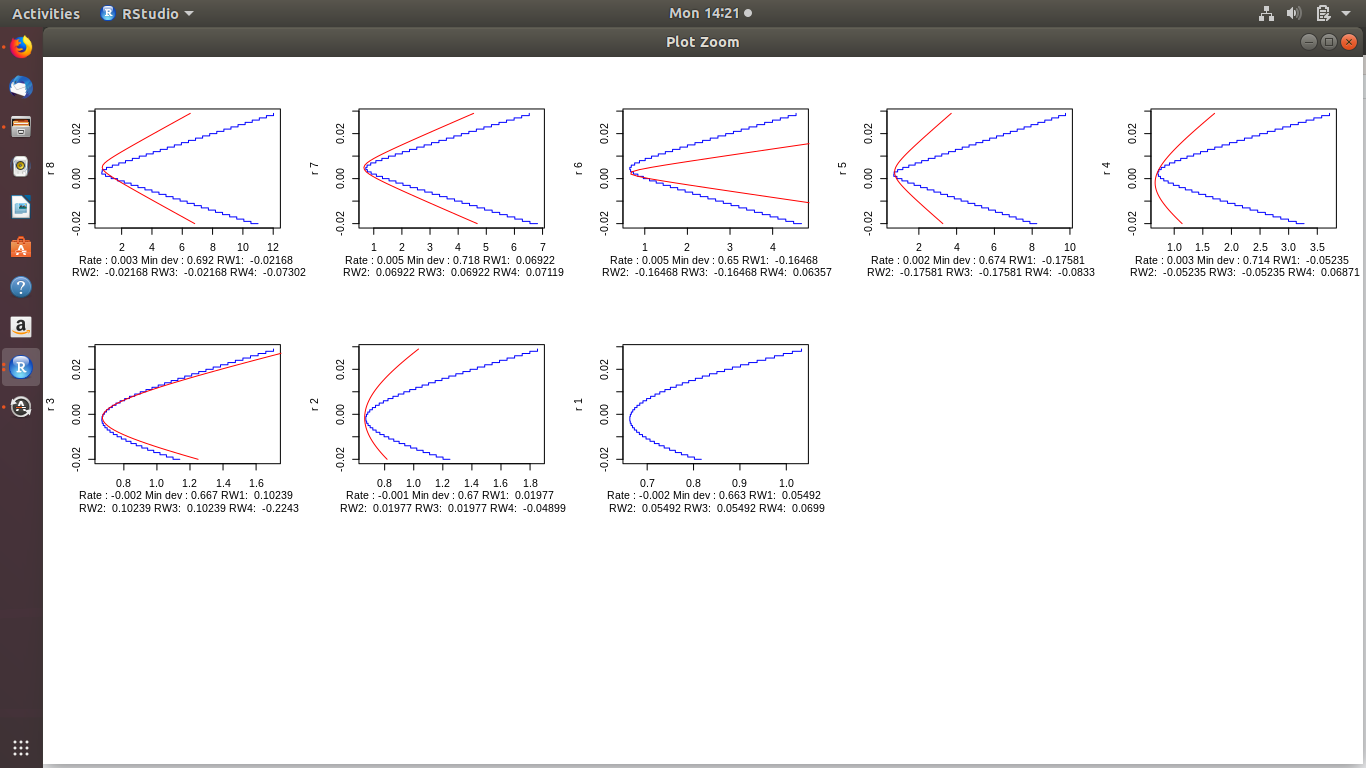 Activities RStudio Mon 14:21
Plot Zoom
r 8
0.02
0.00
-0.02
2 4 6 8 10 12
Rate : 0.003 Min dev : 0.692 RW1: -0.02168
RW2: -0.02168 RW3: -0.02168 RW4: -0.07302
r 7
0.02
0.00
-0.02
1 2 3 4 5 6 7
Rate : 0.005 Min dev : 0.718 RW1: 0.06922
RW2: 0.06922 RW3: 0.06922 RW4: 0.07119
r 6
0.02
0.00
-0.02
1 2 3 4
Rate : 0.005 Min dev : 0.65 RW1: -0.16468
RW2: -0.16468 RW3: -0.16468 RW4: 0.06357
r 5
0.02
0.00
-0.02
2 4 6 8 10
Rate : 0.002 Min dev : 0.674 RW1: -0.17581
RW2: -0.17581 RW3: -0.17581 RW4: -0.0833
r 4
0.02
0.00
-0.02
1.0 1.5 2.0 2.5 3.0 3.5
Rate : 0.003 Min dev : 0.714 RW1: -0.05235
RW2: -0.05235 RW3: -0.05235 RW4: 0.06871
r 3
0.02
0.00
-0.02
0.8 1.0 1.2 1.4 1.6
Rate : -0.002 Min dev : 0.667 RW1: 0.10239
RW2: 0.10239 RW3: 0.10239 RW4: -0.2243
r 2
0.02
0.00
-0.02
0.8 1.0 1.2 1.4 1.6 1.8
Rate : -0.001 Min dev : 0.67 RW1: 0.01977
RW2: 0.01977 RW3: 0.01977 RW4: -0.04899
r 1
0.02
0.00
-0.02
0.7 0.8 0.9 1.0
Rate : -0.002 Min dev : 0.663 RW1: 0.05492
RW2: 0.05492 RW3: 0.05492 RW4: 0.0699